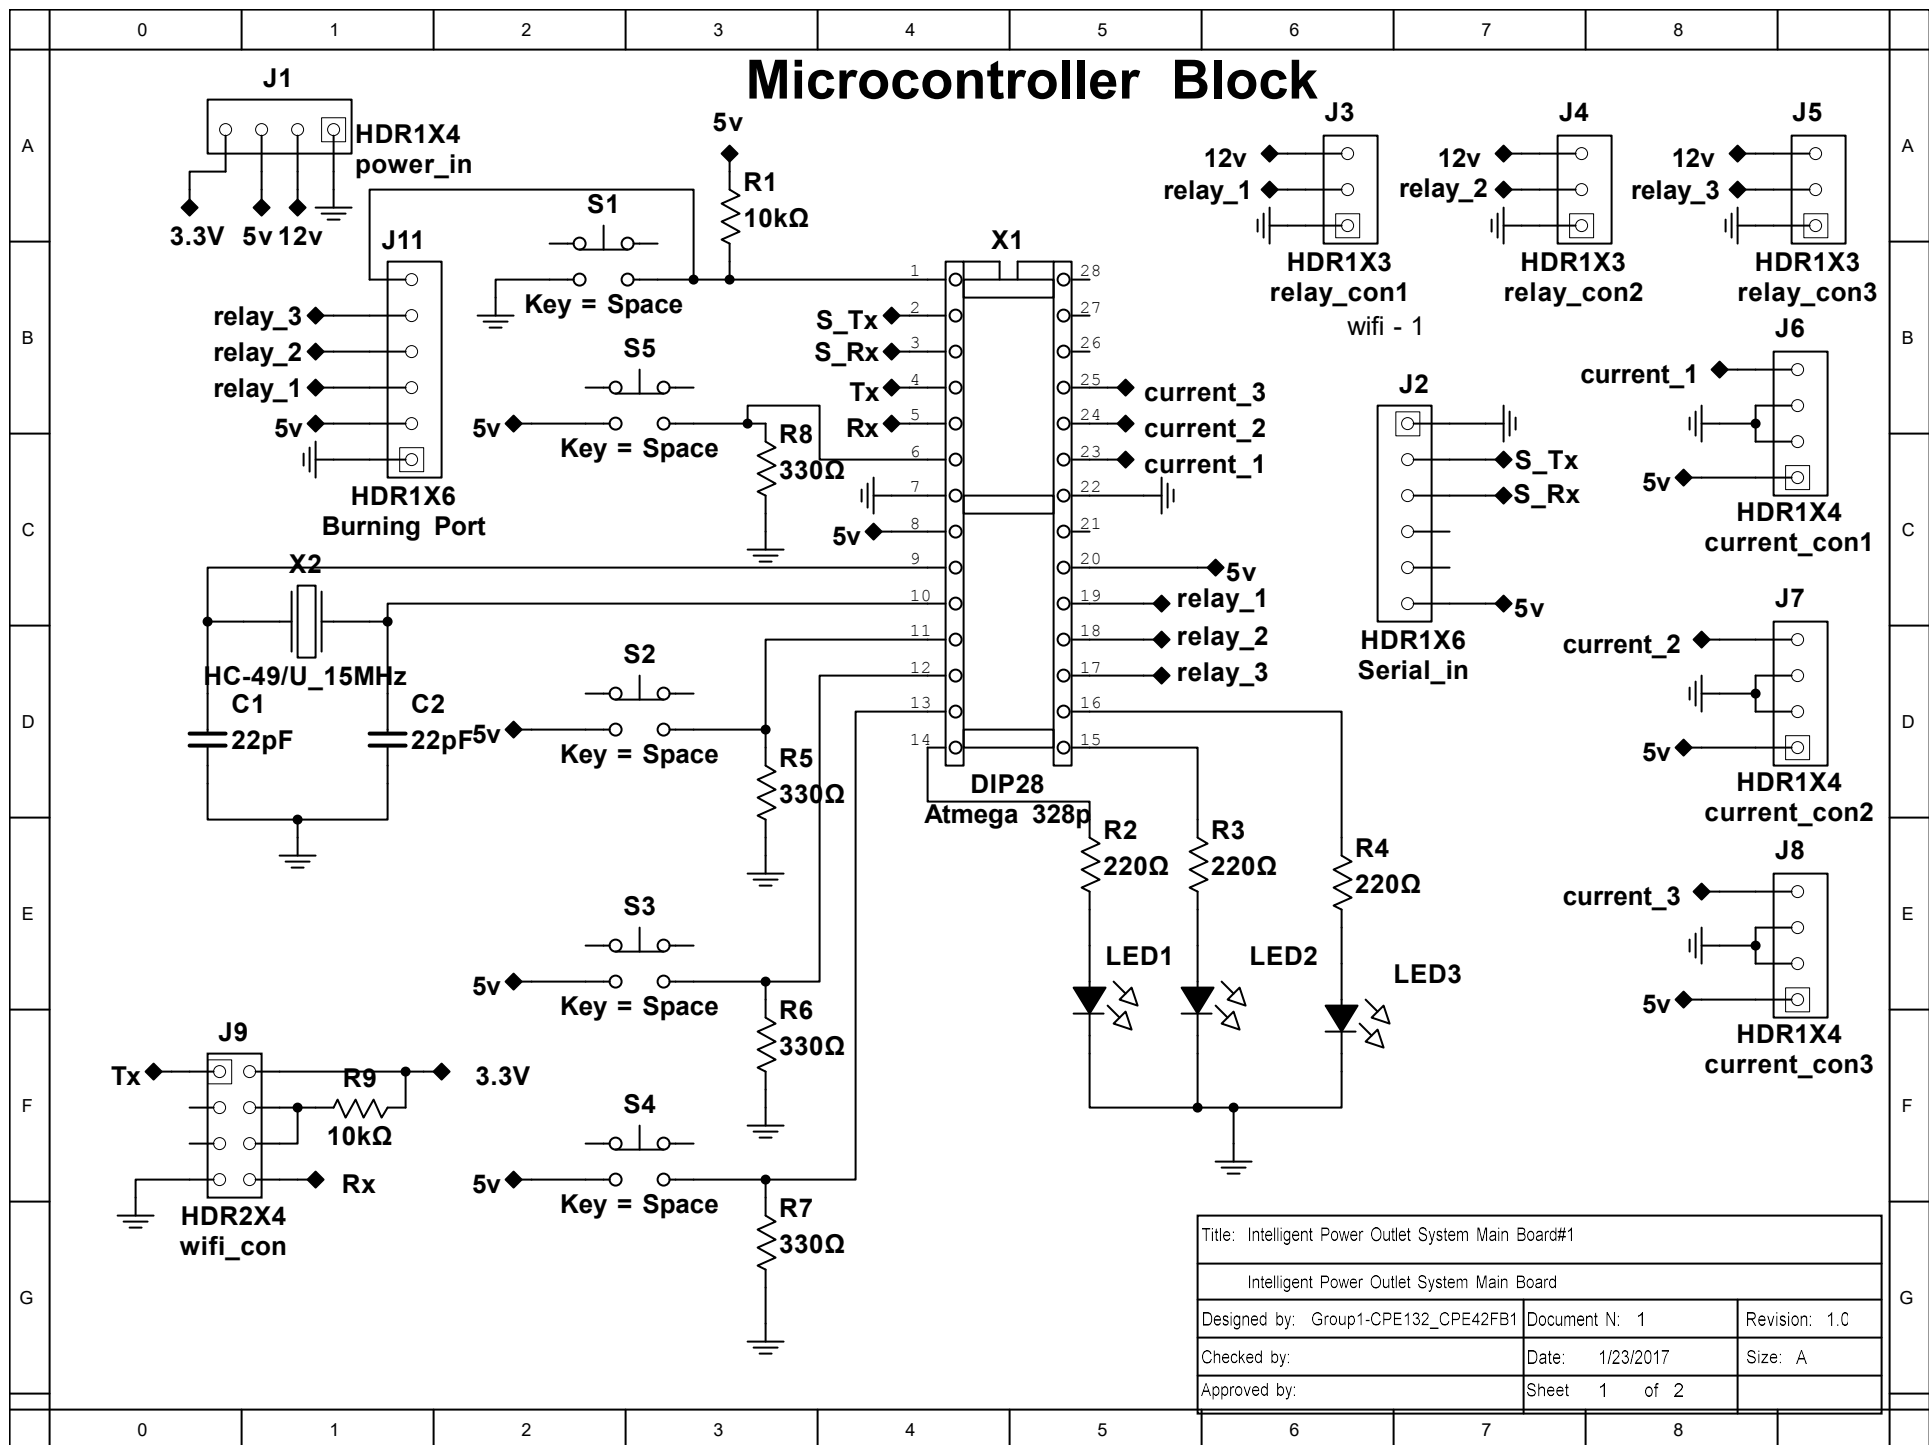 0 1 2 3 4 5 6 7 8
Microcontroller Block
A
A
J1
HDR1X4
power_in
3.3V 5v 12v
5v
R1
10kΩ
J3
12v
relay_1
HDR1X3
relay_con1
wifi - 1
J4
12v
relay_2
HDR1X3
relay_con2
J5
12v
relay_3
HDR1X3
relay_con3
B
B
J11
relay_3
relay_2
relay_1
5v
HDR1X6
Burning Port
S1
Key = Space
S5
5v
Key = Space
R8
330Ω
X1
1 28
2 27
3 26
4 25
5 24
6 23
7 22
8 21
9 20
10 19
11 18
12 17
13 16
14 15
S_Tx
S_Rx
Tx
Rx
5v
current_3
current_2
current_1
5v
relay_1
relay_2
relay_3
DIP28
Atmega 328p
J2
S_Tx
S_Rx
5v
HDR1X6
Serial_in
J6
current_1
5v
HDR1X4
current_con1
C
C
X2
HC-49/U_15MHz
C1
22pF
C2
22pF
S2
5v
Key = Space
R5
330Ω
J7
current_2
5v
HDR1X4
current_con2
D
D
R2
220Ω
R3
220Ω
R4
220Ω
LED1
LED2
LED3
J8
current_3
5v
HDR1X4
current_con3
E
E
S3
5v
Key = Space
R6
330Ω
J9
Tx
3.3V
R9
10kΩ
Rx
HDR2X4
wifi_con
F
F
S4
5v
Key = Space
R7
330Ω
G
G
Title: Intelligent Power Outlet System Main Board#1
Intelligent Power Outlet System Main Board
Designed by: Group1-CPE132_CPE42FB1 Document N: 1 Revision: 1.0
Checked by: Date: 1/23/2017 Size: A
Approved by: Sheet 1 of 2
0 1 2 3 4 5 6 7 8